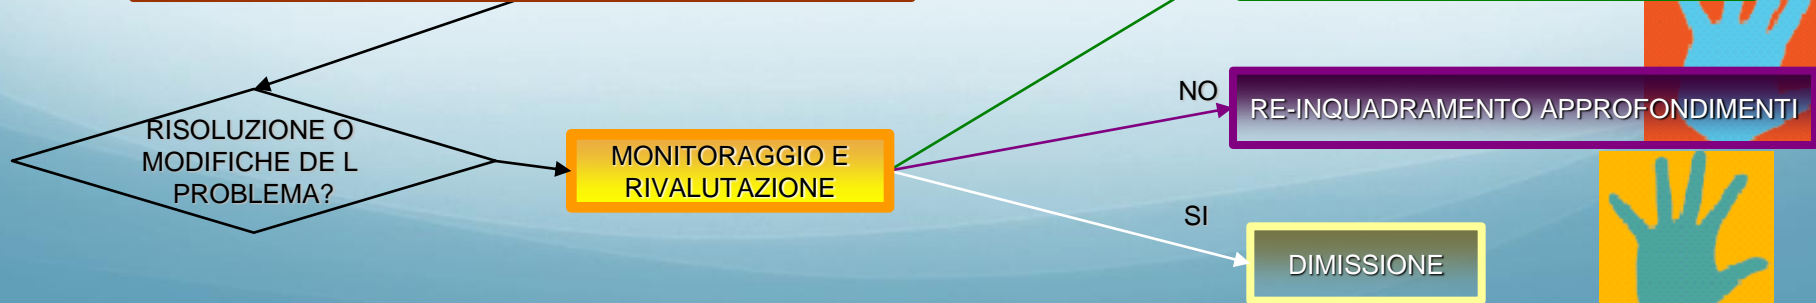 RISOLUZIONE O
MODIFICHE DE L
PROBLEMA?
MONITORAGGIO E
RIVALUTAZIONE
NO
RE-INQUADRAMENTO APPROFONDIMENTI
SI
DIMISSIONE